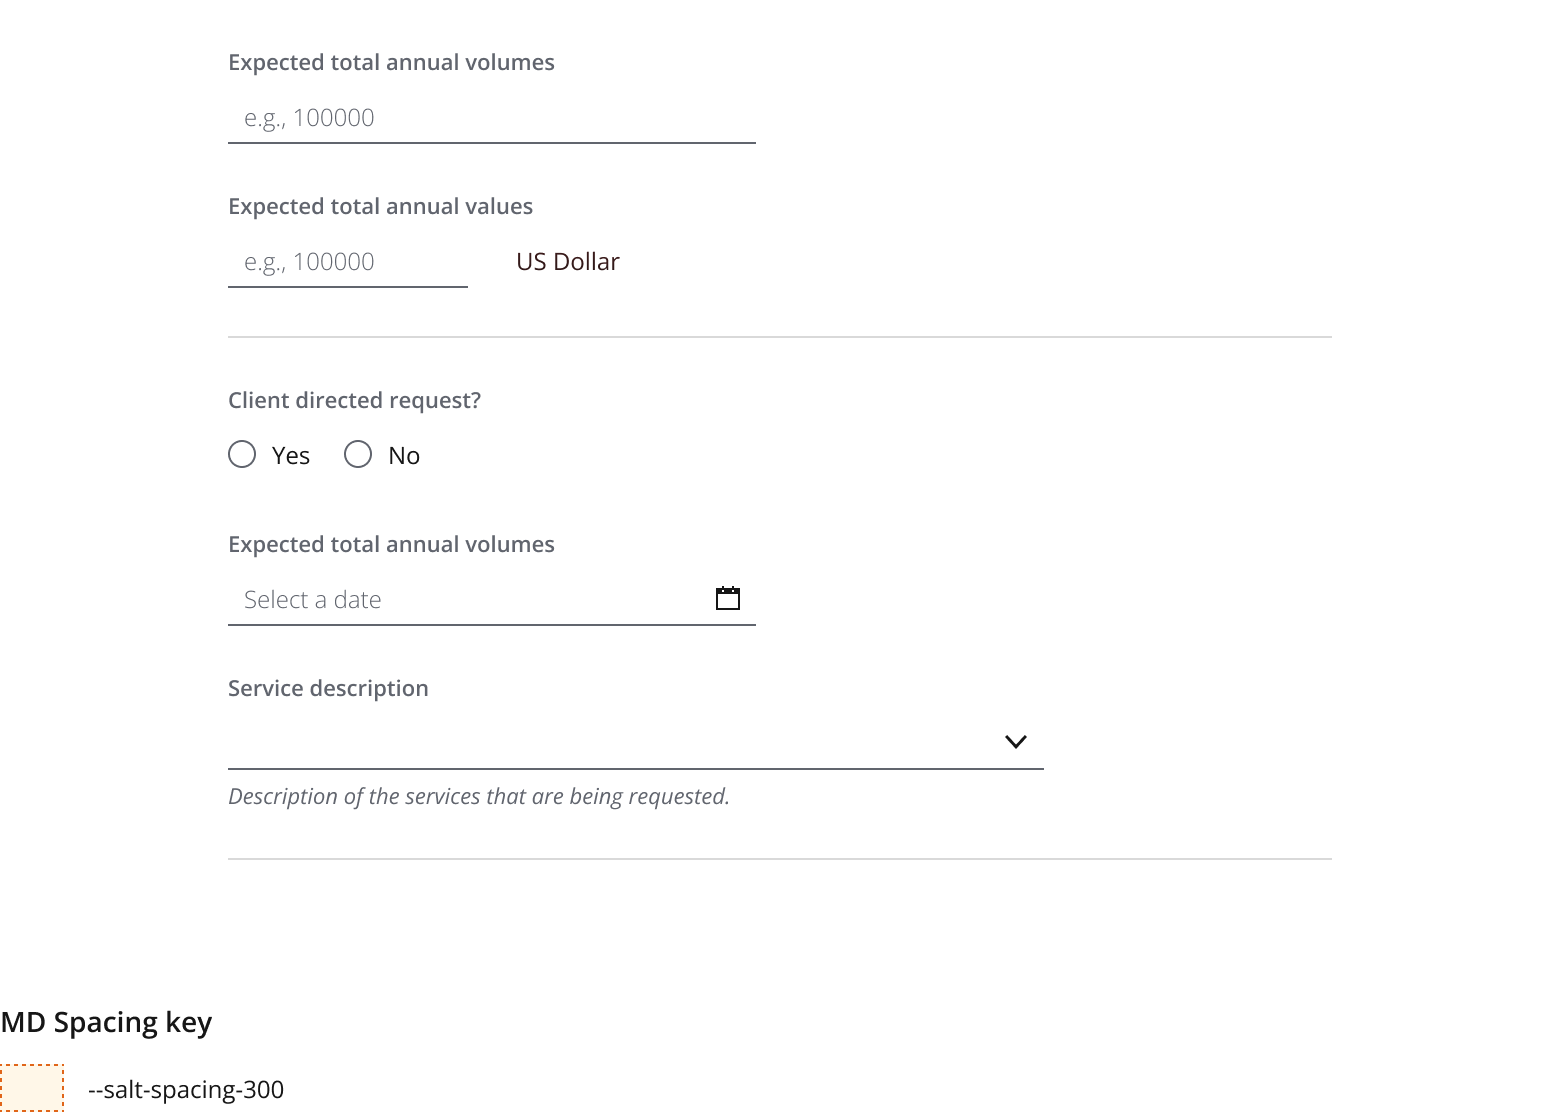 Expected total annual volumes
e.g., 100000
Expected total annual values
e.g., 100000 US Dollar
Client directed request?
Yes No
Expected total annual volumes
Select a date
Service description
Description of the services that are being requested.
MD Spacing key
--salt-spacing-300